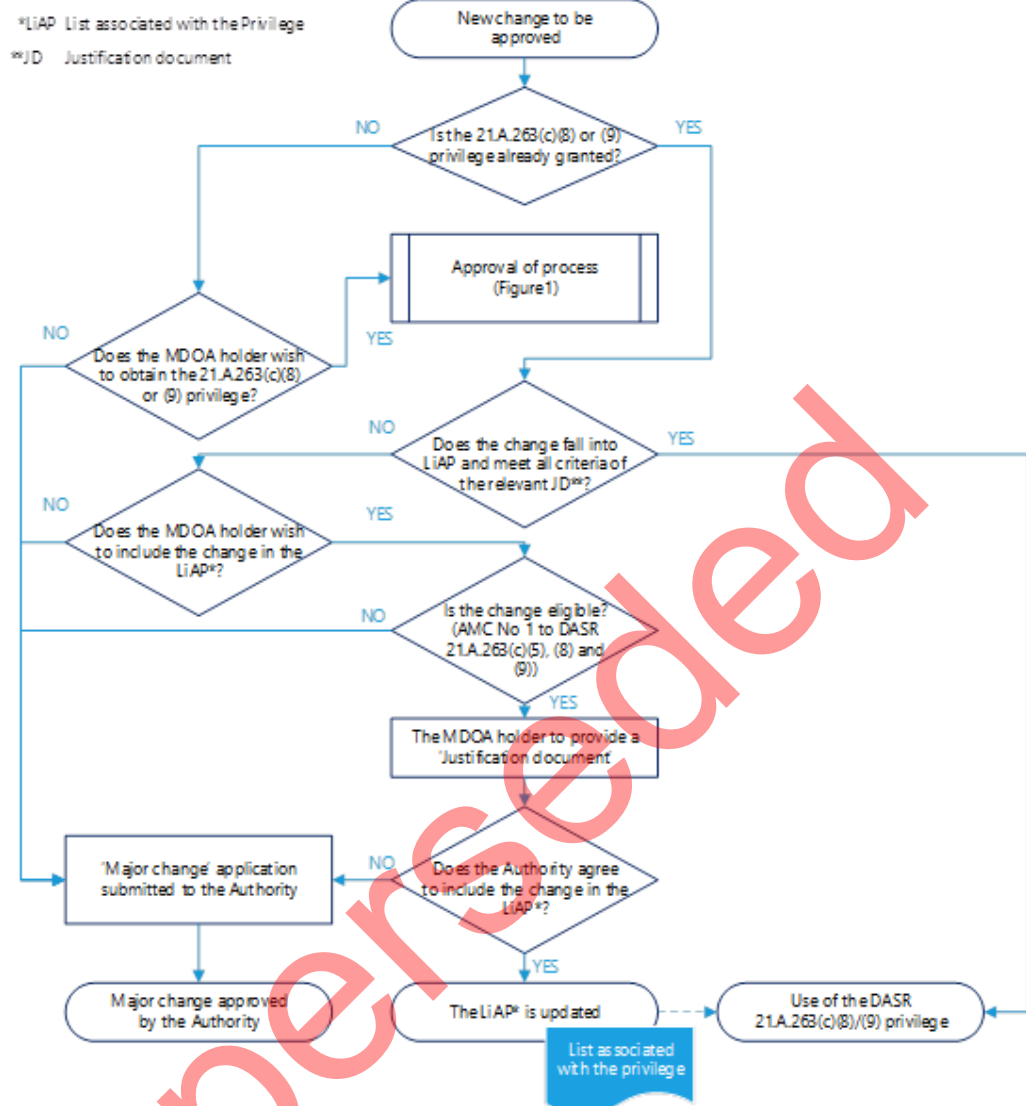 *LiAP List associated with the Privilege
**JD Justification document
New change to be
approved
NO
Is the 21.A.263(c)(8) or (9)
privilege already granted?
YES
Approval of process
(Figure1)
NO
Does the MDOA holder wish
to obtain the 21.A.263(c)(8)
or (9) privilege?
YES
NO
Does the change fall into
LiAP and meet all criteria of
the relevant JD**?
YES
NO
Does the MDOA holder wish
to include the change in the
LiAP*?
YES
NO
Is the change eligible?
(AMC No 1 to DASR
21.A.263(c)(5), (8) and
(9))
YES
The MDOA holder to provide a
'Justification document'
'Major change' application
submitted to the Authority
NO
Does the Authority agree
to include the change in the
LiAP*?
YES
Major change approved
by the Authority
The LiAP* is updated
Use of the DASR
21.A.263(c)(8)/(9) privilege
List associated
with the privilege
perseded